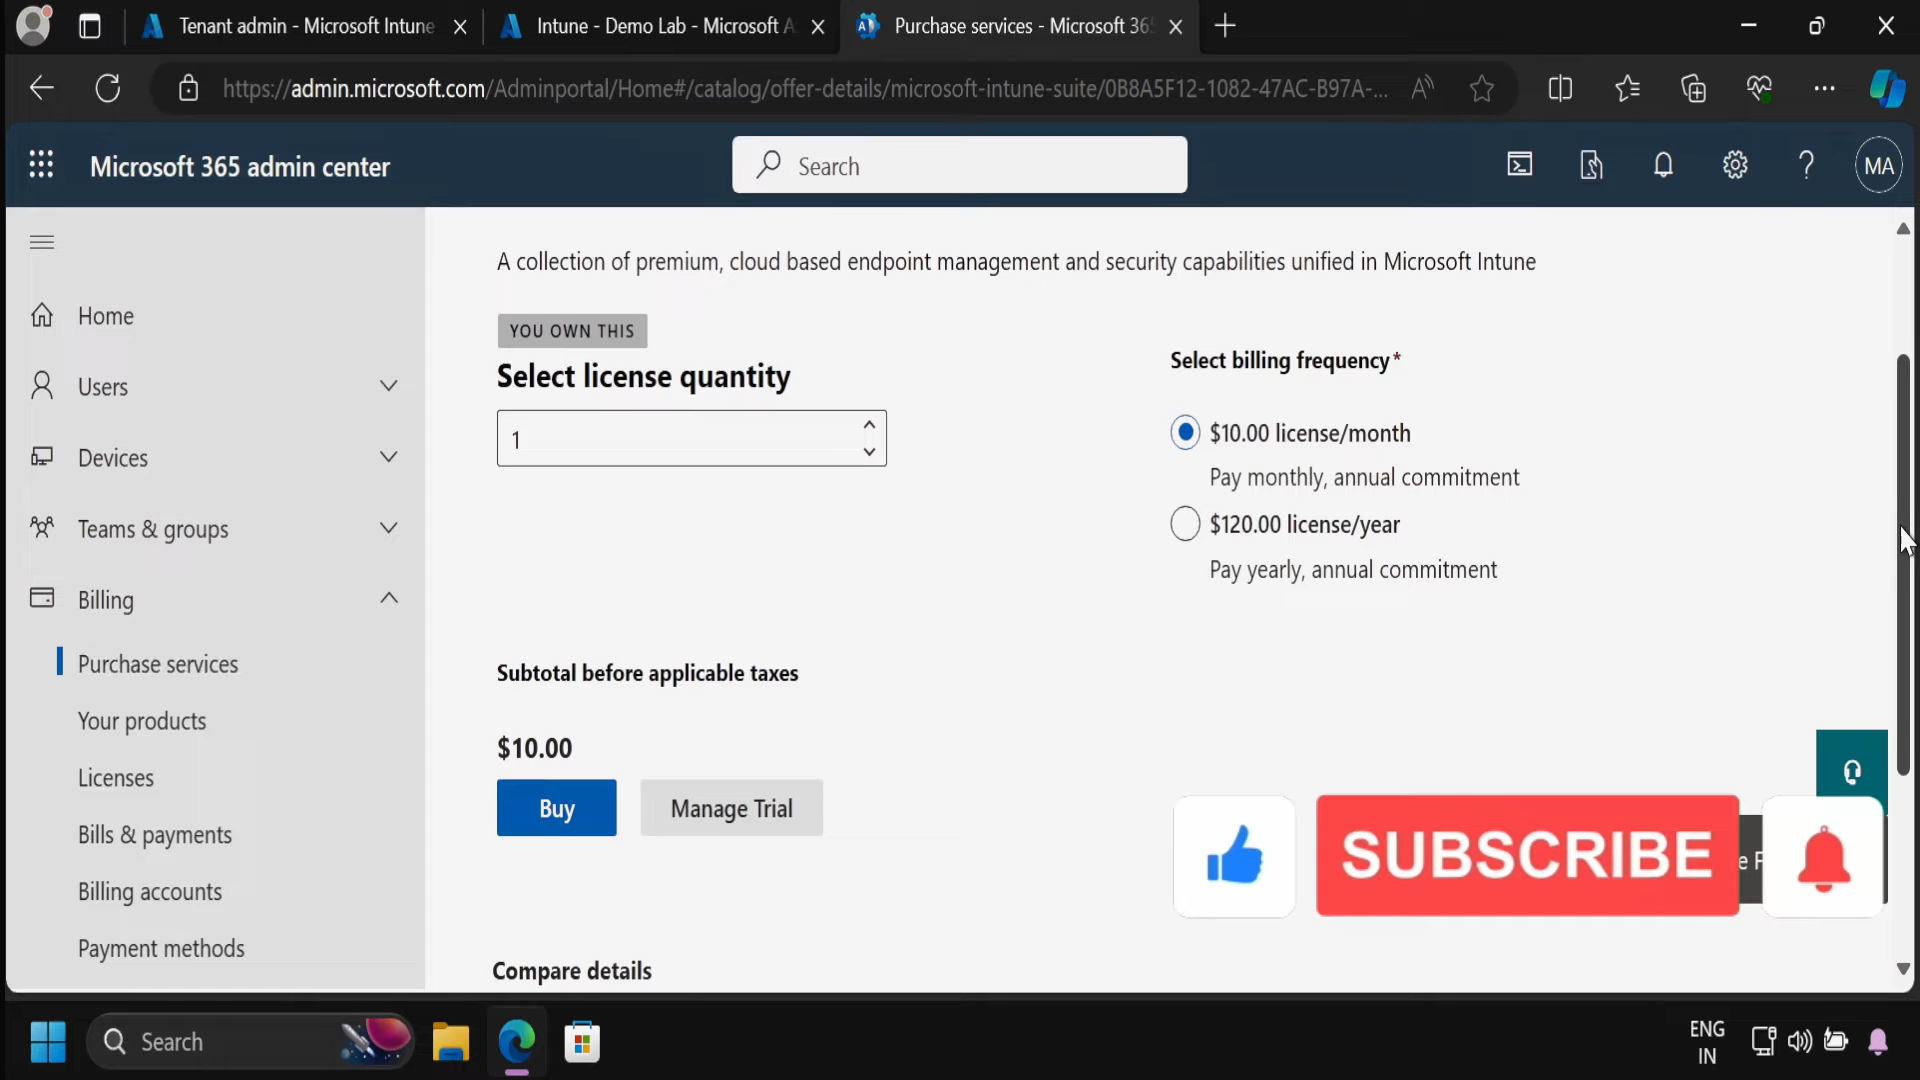 Tenant admin - Microsoft Intune
Intune - Demo Lab - Microsoft A
Purchase services - Microsoft 365
https://admin.microsoft.com/Adminportal/Home#/catalog/offer-details/microsoft-intune-suite/0B8A5F12-1082-47AC-B97A-...
Microsoft 365 admin center
Search
MA
Home
Users
Devices
Teams & groups
Billing
Purchase services
Your products
Licenses
Bills & payments
Billing accounts
Payment methods
A collection of premium, cloud based endpoint management and security capabilities unified in Microsoft Intune
YOU OWN THIS
Select license quantity
1
Select billing frequency*
$10.00 license/month
Pay monthly, annual commitment
$120.00 license/year
Pay yearly, annual commitment
Subtotal before applicable taxes
$10.00
Buy
Manage Trial
SUBSCRIBE
Compare details
Search
ENG
IN